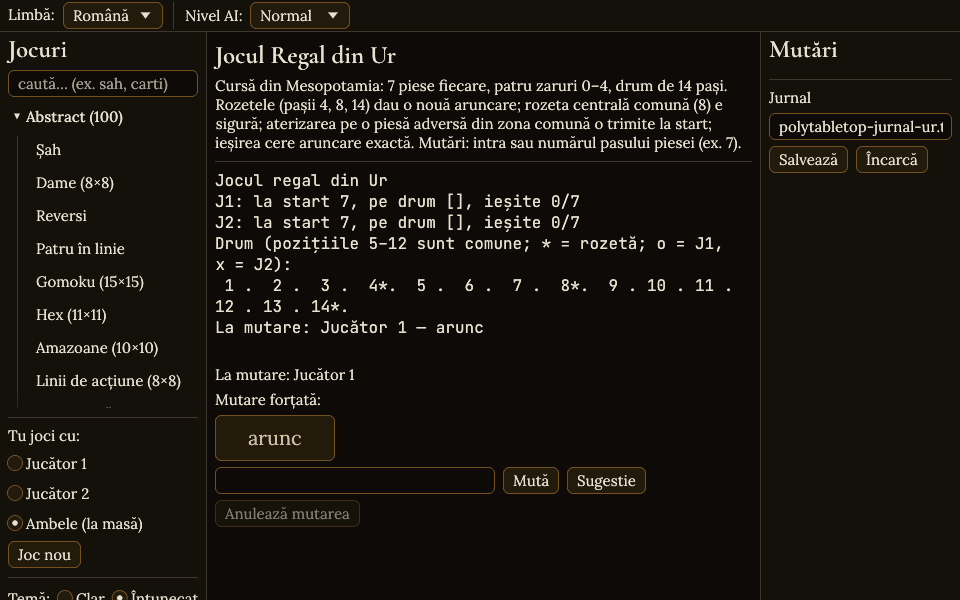 Limbă: Română ▼ Nivel AI: Normal ▼
Jocuri
caută... (ex. sah, carti)
▾ Abstract (100)
Șah
Dame (8×8)
Reversi
Patru în linie
Gomoku (15×15)
Hex (11×11)
Amazoane (10×10)
Linii de acțiune (8×8)
Tu joci cu:
Jucător 1
Jucător 2
Ambele (la masă)
Joc nou
Temă: Clar Întunecat
Jocul Regal din Ur
Cursă din Mesopotamia: 7 piese fiecare, patru zaruri 0–4, drum de 14 pași.
Rozetele (pașii 4, 8, 14) dau o nouă aruncare; rozeta centrală comună (8) e
sigură; aterizarea pe o piesă adversă din zona comună o trimite la start;
ieșirea cere aruncare exactă. Mutări: intra sau numărul pasului piesei (ex. 7).
Jocul regal din Ur
J1: la start 7, pe drum [], ieșite 0/7
J2: la start 7, pe drum [], ieșite 0/7
Drum (pozițiile 5–12 sunt comune; * = rozetă; o = J1,
x = J2):
1 . 2 . 3 . 4*. 5 . 6 . 7 . 8*. 9 . 10 . 11 .
12 . 13 . 14*.
La mutare: Jucător 1 — arunc
La mutare: Jucător 1
Mutare forțată:
arunc
Mută Sugestie
Anulează mutarea
Mutări
Jurnal
polytabletop-jurnal-ur.t
Salvează Încarcă